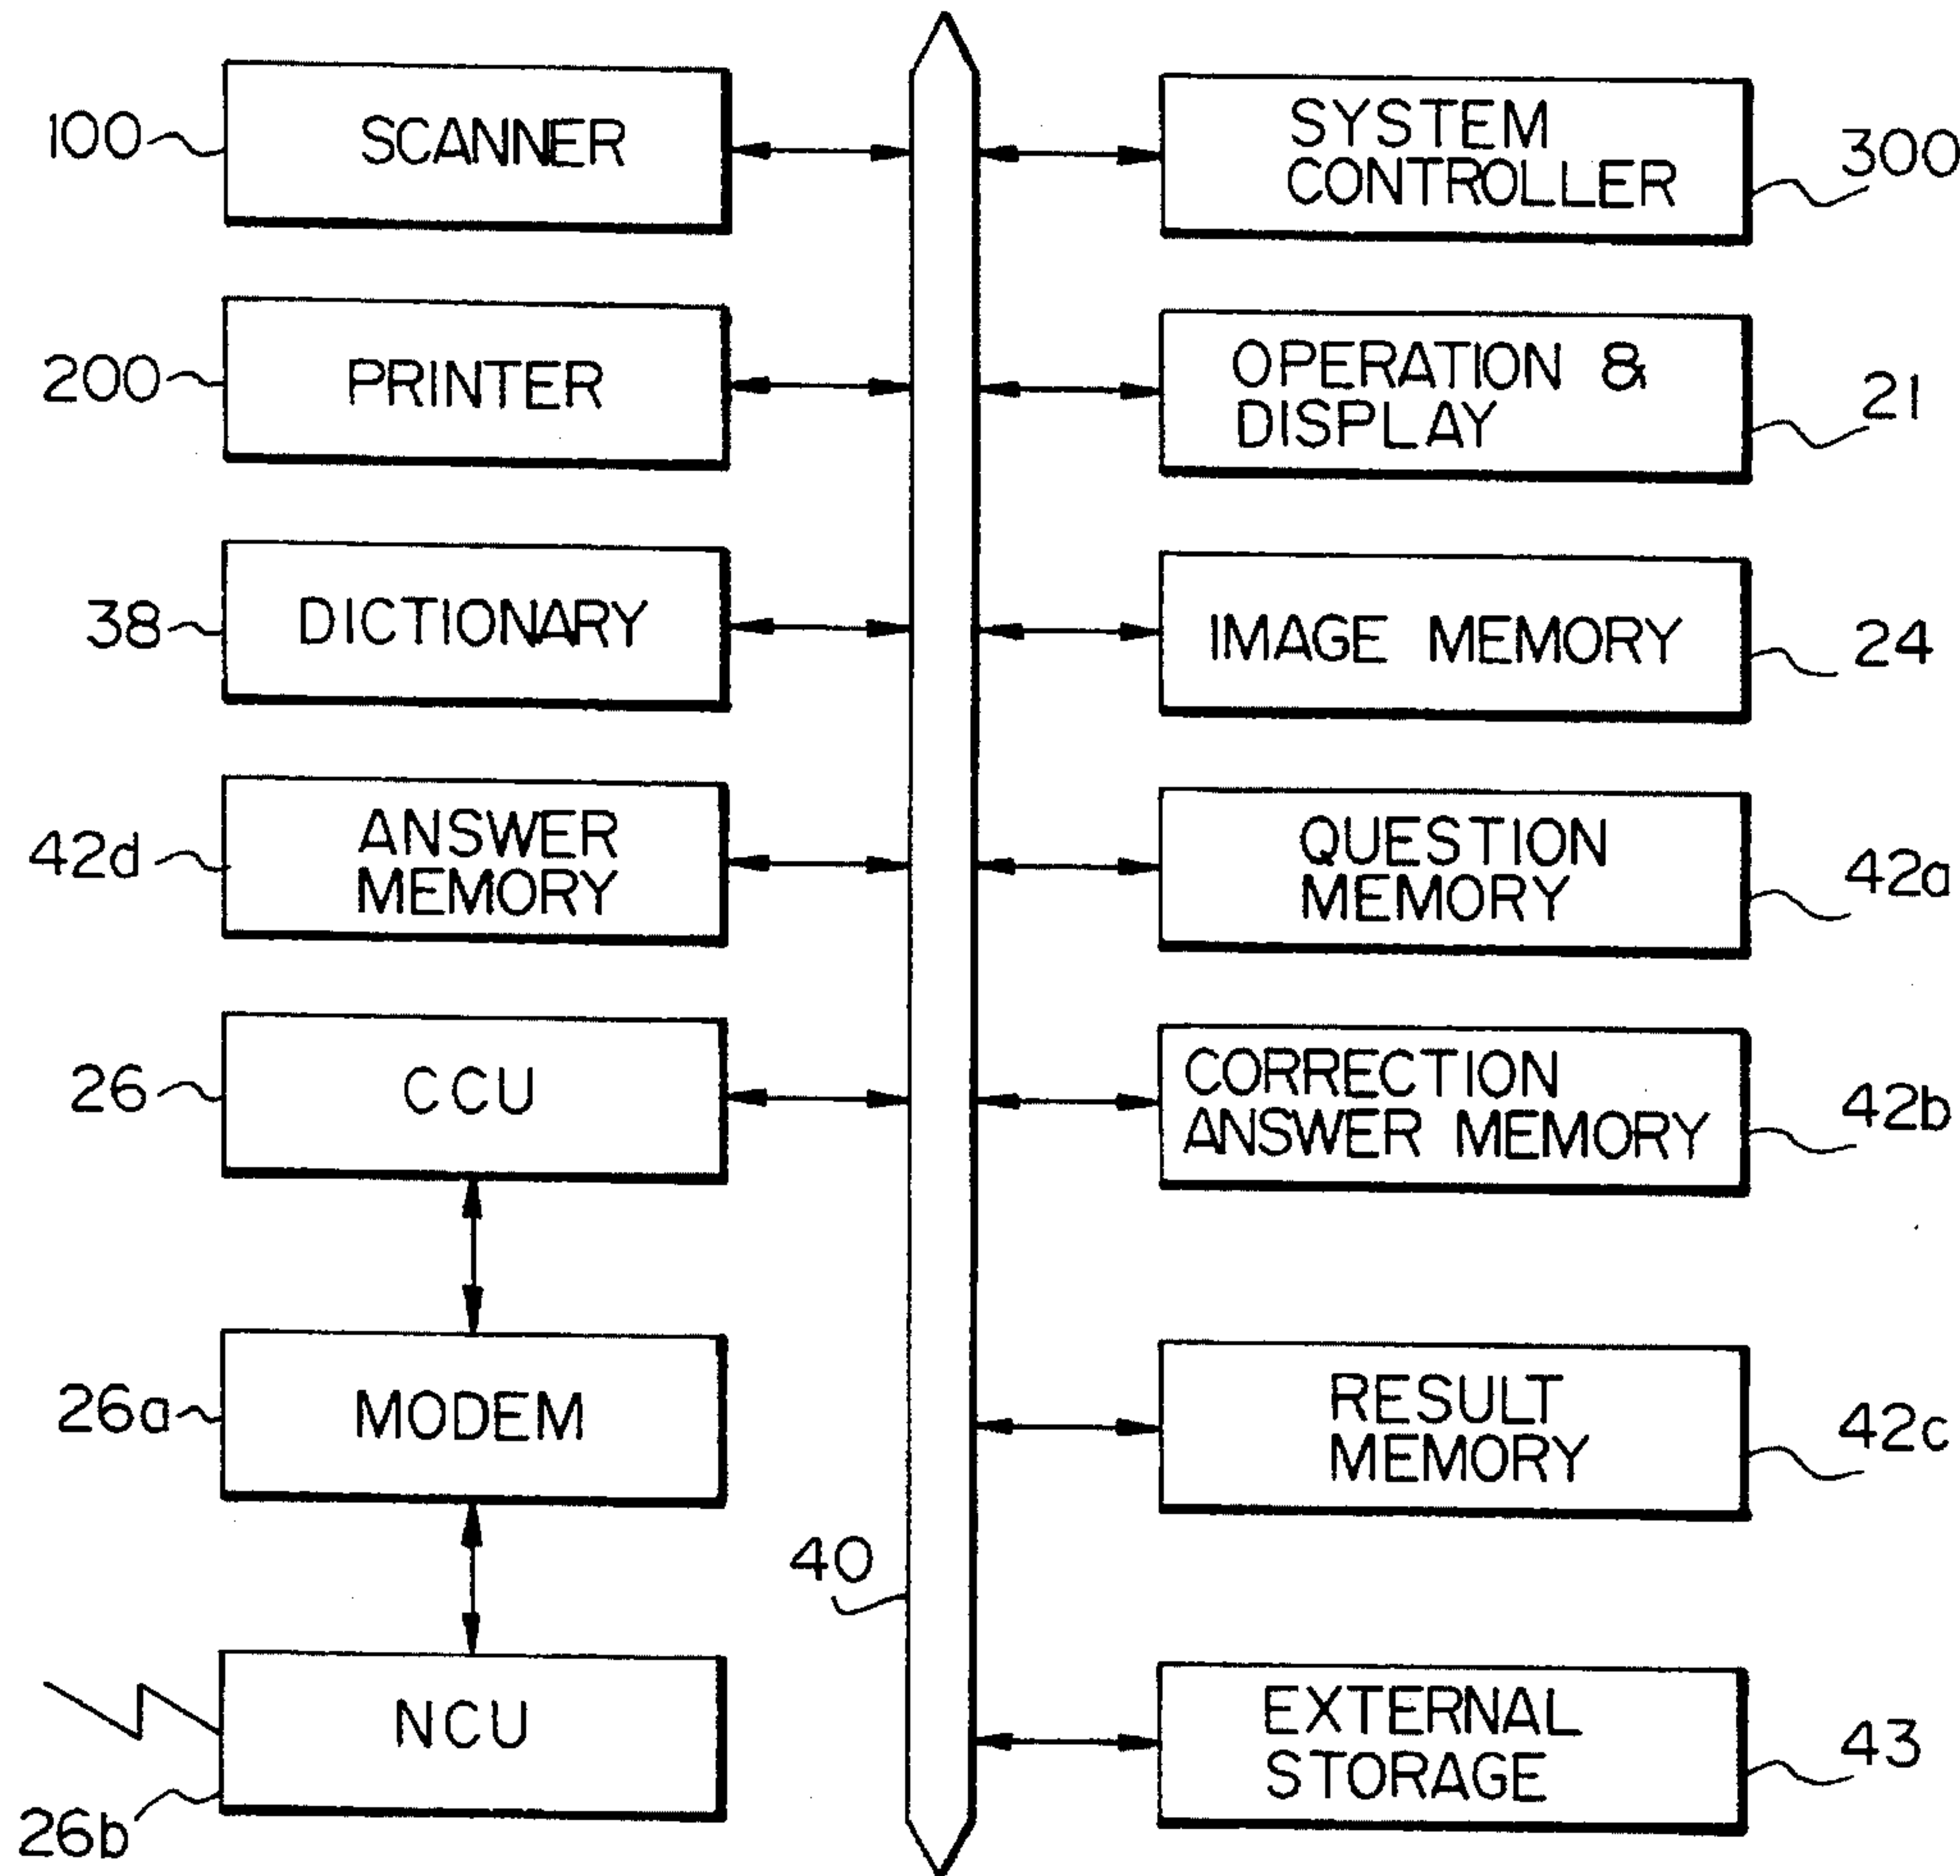 100
SCANNER
200
PRINTER
38
DICTIONARY
42d
ANSWER
MEMORY
26
CCU
26a
MODEM
NCU
26b
40
SYSTEM
CONTROLLER
300
OPERATION &
DISPLAY
21
IMAGE MEMORY
24
QUESTION
MEMORY
42a
CORRECTION
ANSWER MEMORY
42b
RESULT
MEMORY
42c
EXTERNAL
STORAGE
43